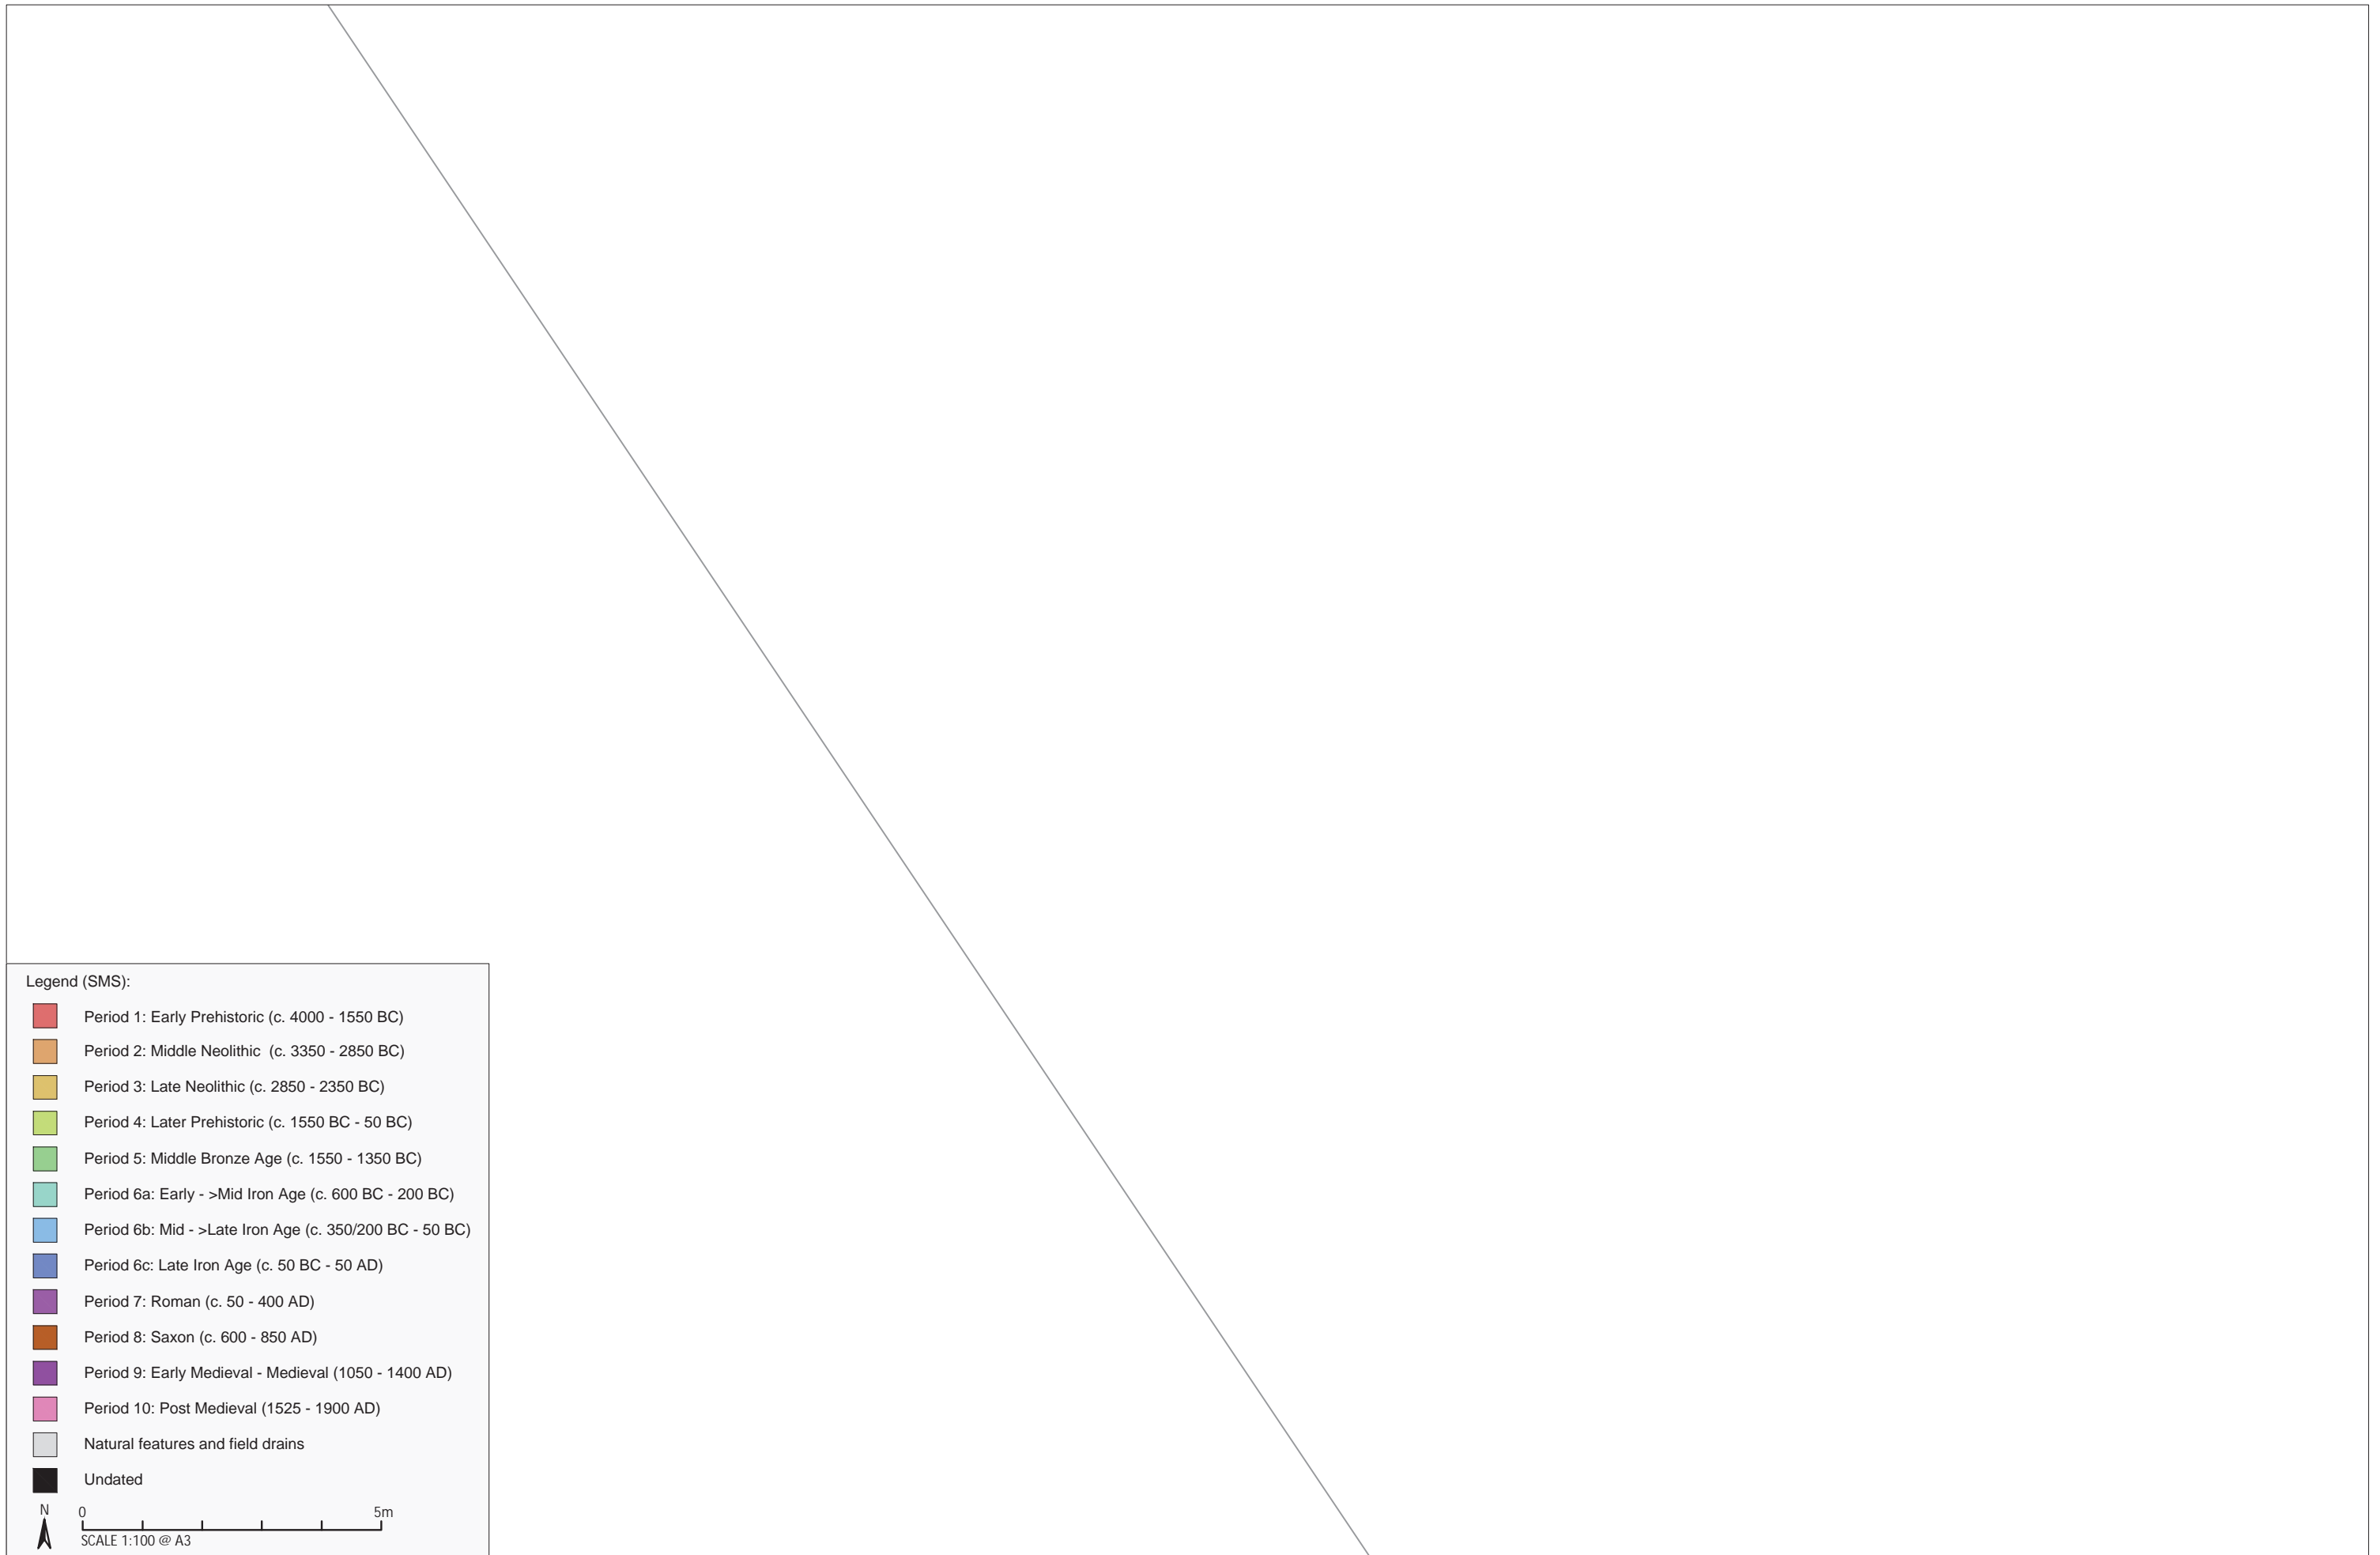 Legend (SMS):
Period 1: Early Prehistoric (c. 4000 - 1550 BC)
Period 2: Middle Neolithic  (c. 3350 - 2850 BC)
Period 3: Late Neolithic (c. 2850 - 2350 BC)
Period 4: Later Prehistoric (c. 1550 BC - 50 BC)
Period 5: Middle Bronze Age (c. 1550 - 1350 BC)
Period 6a: Early - >Mid Iron Age (c. 600 BC - 200 BC)
Period 6b: Mid - >Late Iron Age (c. 350/200 BC - 50 BC)
Period 6c: Late Iron Age (c. 50 BC - 50 AD)
Period 7: Roman (c. 50 - 400 AD)
Period 8: Saxon (c. 600 - 850 AD)
Period 9: Early Medieval - Medieval (1050 - 1400 AD)
Period 10: Post Medieval (1525 - 1900 AD)
Natural features and field drains
Undated
N
0 5m
SCALE 1:100 @ A3